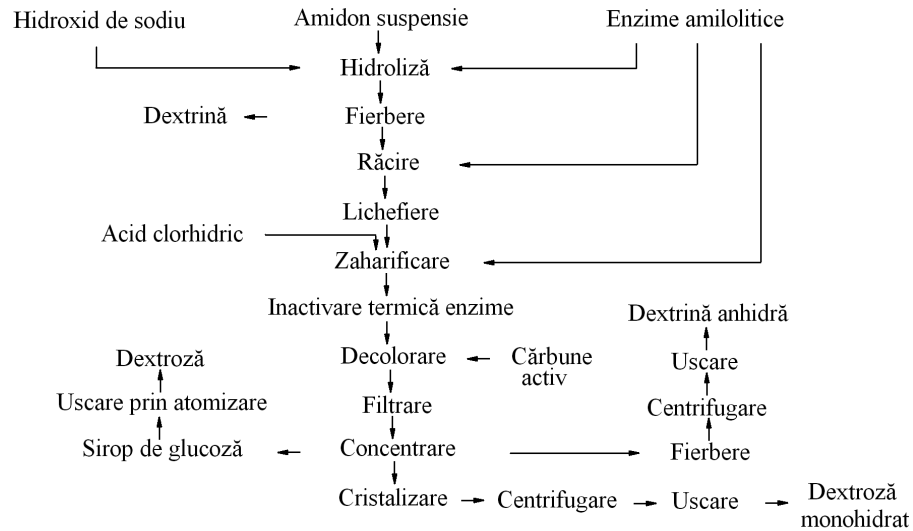 Hidroxid de sodiu
Amidon suspensie
Enzime amilolitice
Hidroliză
Dextrină
Fierbere
Răcire
Lichefiere
Acid clorhidric
Zaharificare
Inactivare termică enzime
Dextrină anhidră
Dextroză
Decolorare
Cărbune
activ
Uscare
Uscare prin atomizare
Filtrare
Centrifugare
Sirop de glucoză
Concentrare
Fierbere
Cristalizare
Centrifugare
Uscare
Dextroză
monohidrat